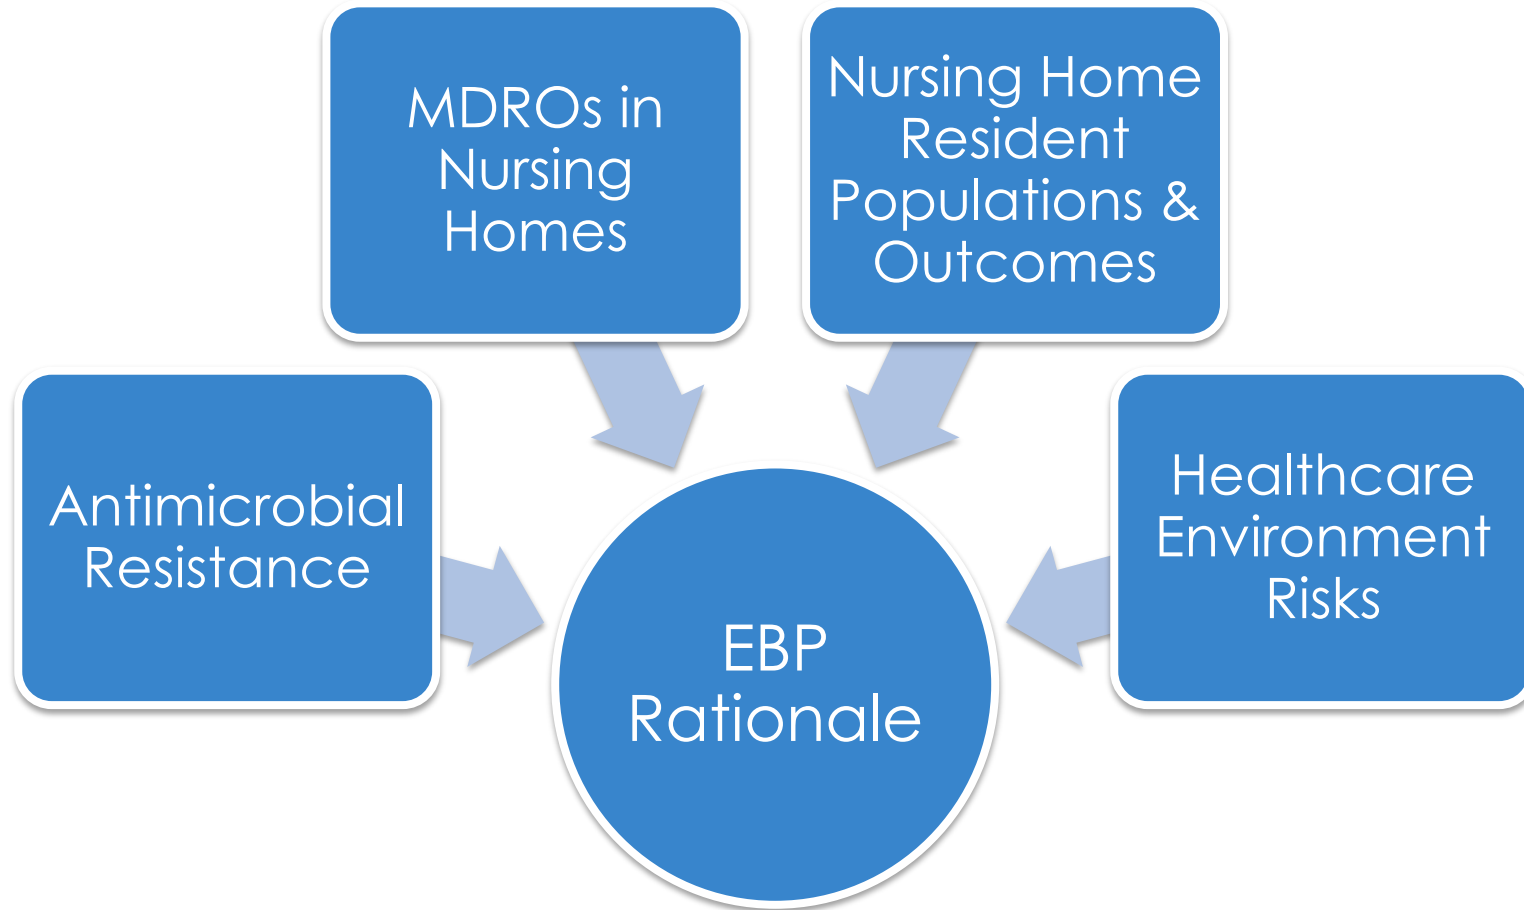 MDROs in
Nursing
Homes
Nursing Home
Resident
Populations &
Outcomes
Antimicrobial
Resistance
Healthcare
Environment
Risks
EBP
Rationale